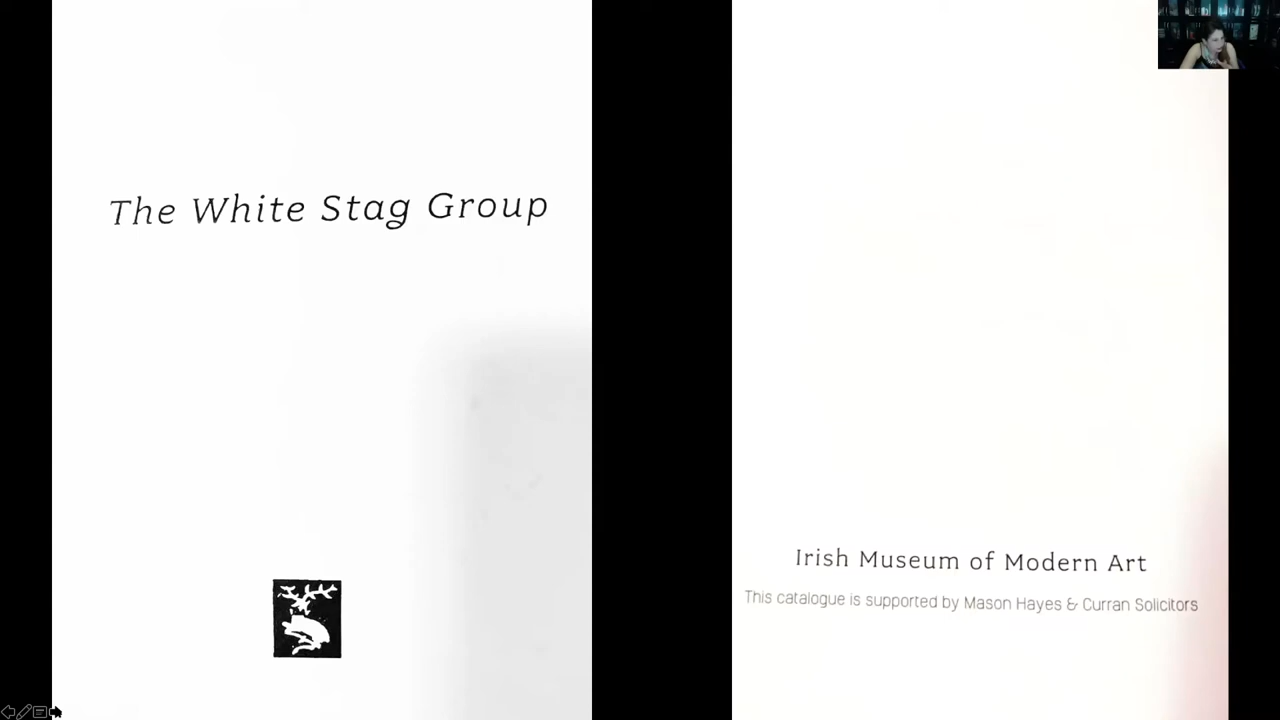 The White Stag Group
Irish Museum of Modern Art
This catalogue is supported by Mason Hayes & Curran Solicitors